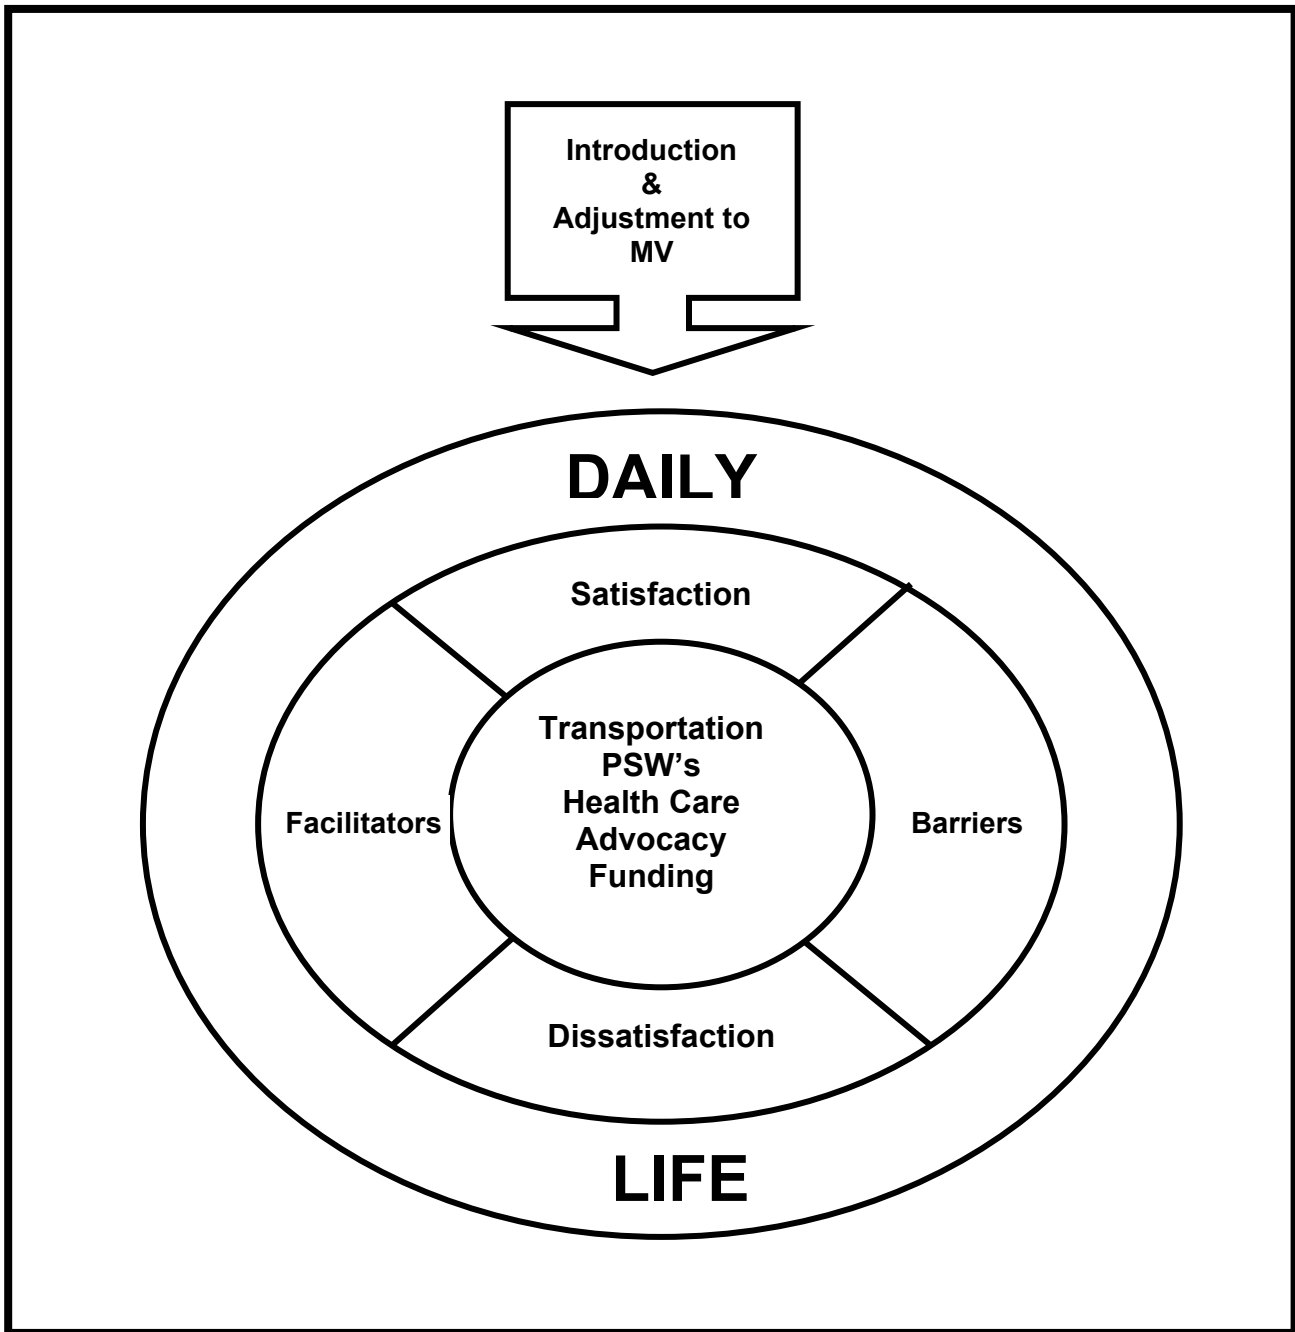 Introduction
&
Adjustment to
MV
DAILY
Satisfaction
Transportation
PSW’s
Health Care
Advocacy
Funding
Facilitators
Barriers
Dissatisfaction
LIFE